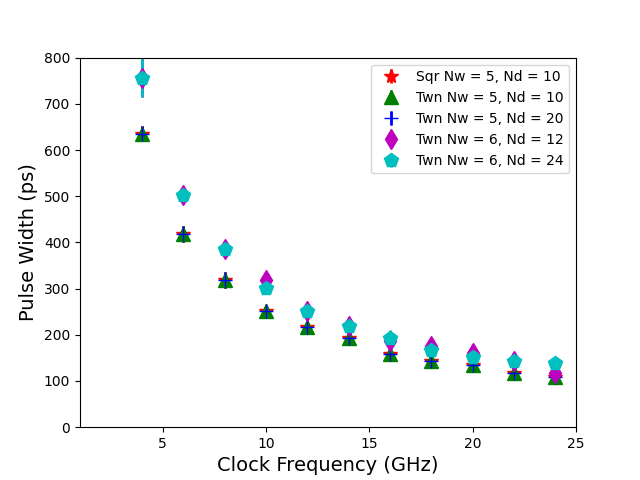 800
700
600
500
400
300
200
100
0
5
10
15
20
25
Pulse Width (ps)
Clock Frequency (GHz)
Sqr Nw = 5, Nd = 10
Twn Nw = 5, Nd = 10
Twn Nw = 5, Nd = 20
Twn Nw = 6, Nd = 12
Twn Nw = 6, Nd = 24